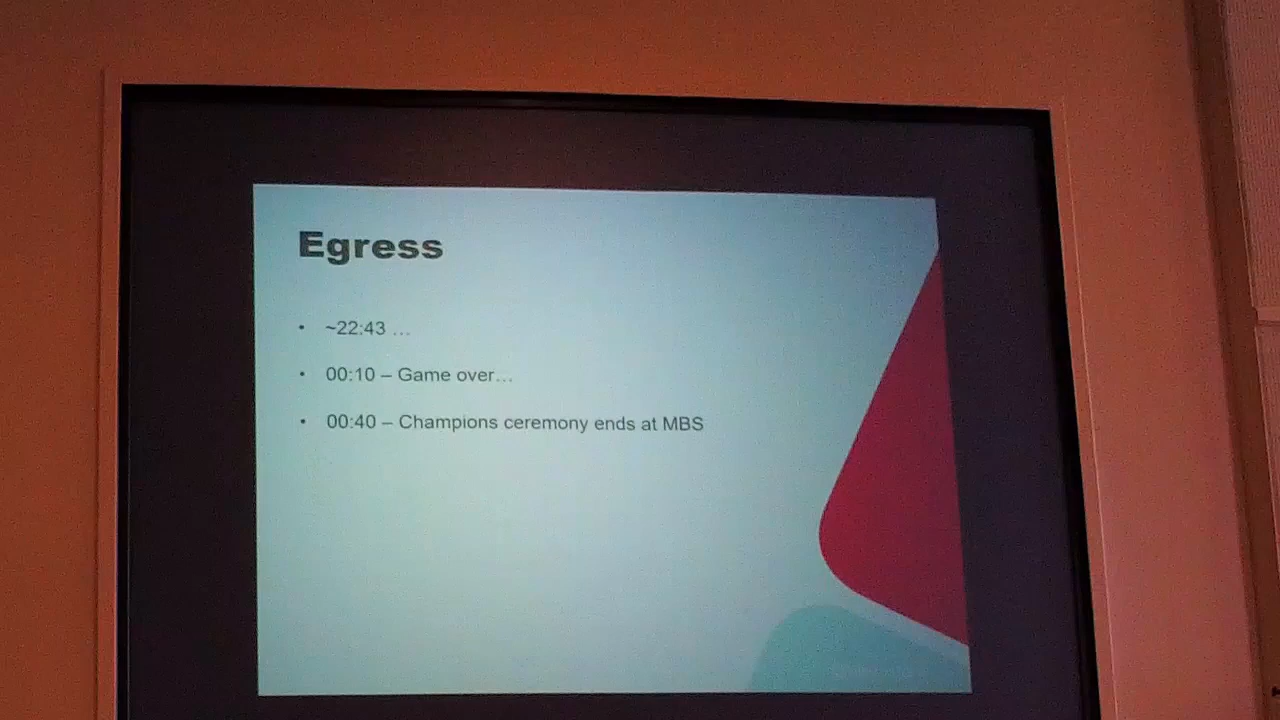 Egress
• ~22:43 …
• 00:10 – Game over…
• 00:40 – Champions ceremony ends at MBS